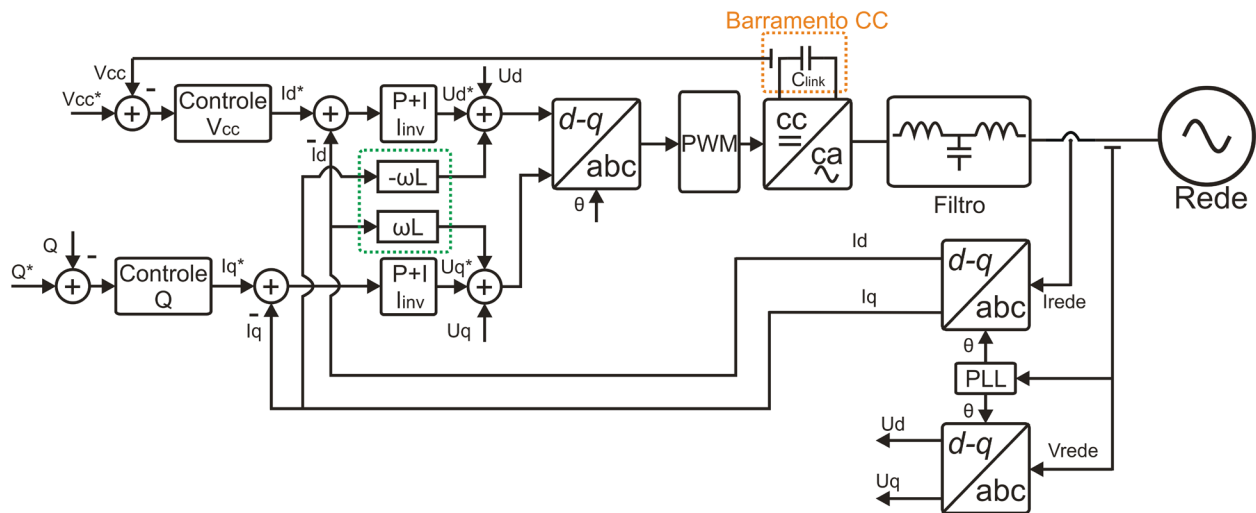 Barramento CC
Clink
Vcc
Vcc*
-
+
Controle
Vcc
Id*
+
-
Id
P+I
Iinv
Ud*
Ud
+
-ωL
ωL
d-q
abc
θ
PWM
cc
=
ca
∿
Filtro
Rede
Q
Q*
-
+
Controle
Q
Iq*
+
-
Iq
P+I
Iinv
Uq*
+
Uq
Id
Iq
d-q
abc
Irede
θ
PLL
θ
Ud
Uq
d-q
abc
Vrede